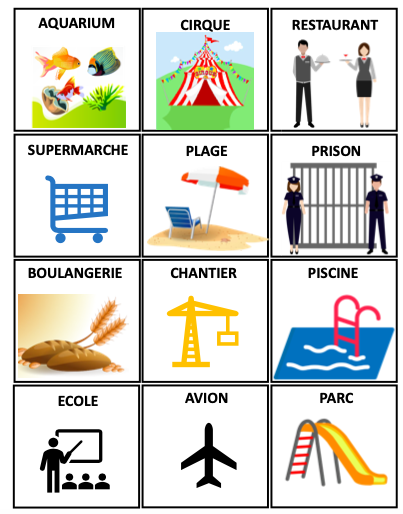 AQUARIUM
CIRQUE
RESTAURANT
SUPERMARCHE
PLAGE
PRISON
BOULANGERIE
CHANTIER
PISCINE
ECOLE
AVION
PARC